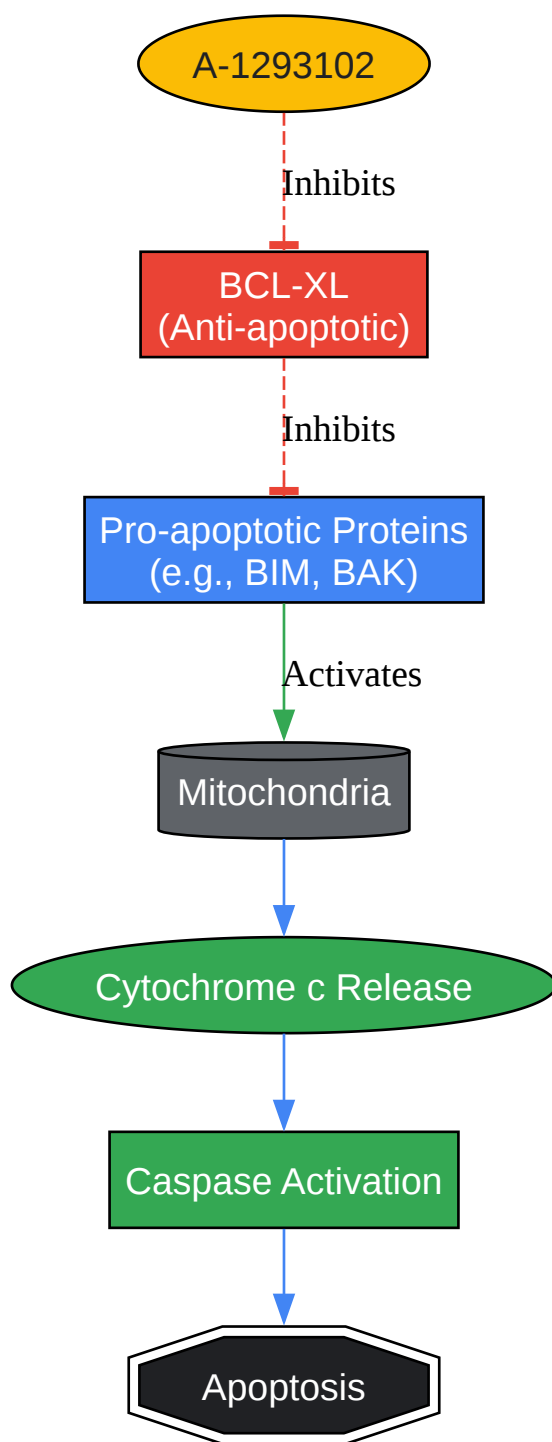 A-1293102
Inhibits
BCL-XL
(Anti-apoptotic)
Inhibits
Pro-apoptotic Proteins
(e.g., BIM, BAK)
Activates
Mitochondria
Cytochrome c Release
Caspase Activation
Apoptosis